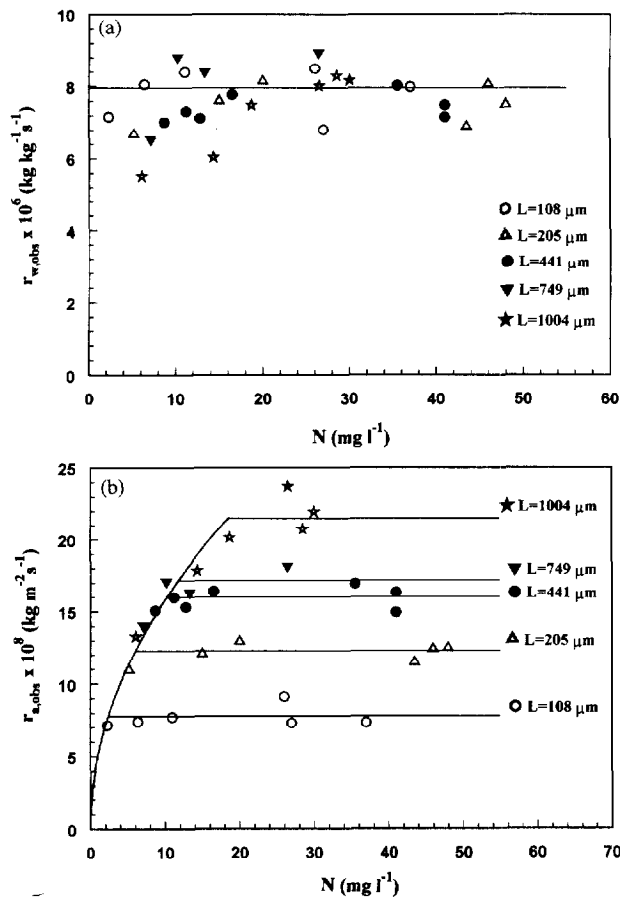 (a)
10
8
6
4
2
0
r_w,obs x 10^6 (kg kg^-1 s^-1)
L=108 μm
L=205 μm
L=441 μm
L=749 μm
L=1004 μm
0 10 20 30 40 50 60
N (mg l^-1)
(b)
25
20
15
10
5
0
r_a,obs x 10^8 (kg m^-2 s^-1)
L=1004 μm
L=749 μm
L=441 μm
L=205 μm
L=108 μm
0 10 20 30 40 50 60 70
N (mg l^-1)